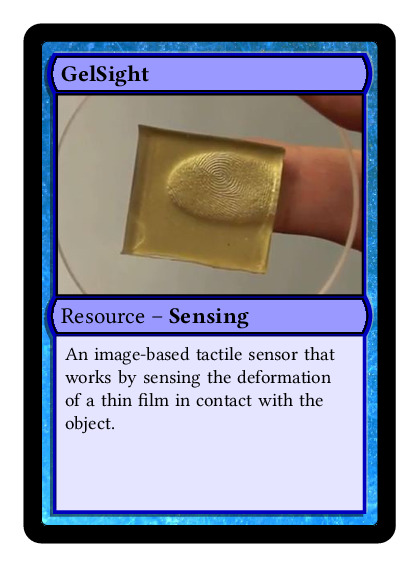 GelSight
Resource – Sensing
An image-based tactile sensor that
works by sensing the deformation
of a thin film in contact with the
object.